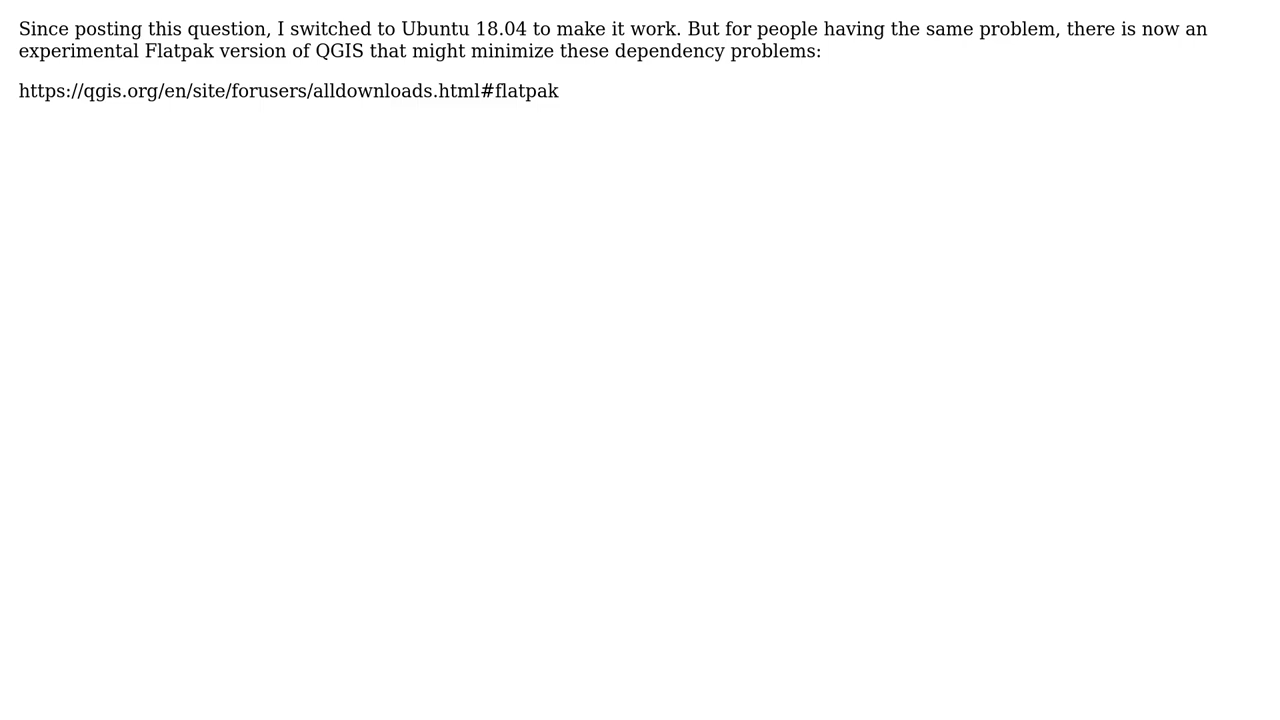 Since posting this question, I switched to Ubuntu 18.04 to make it work. But for people having the same problem, there is now an
experimental Flatpak version of QGIS that might minimize these dependency problems:
https://qgis.org/en/site/forusers/alldownloads.html#flatpak